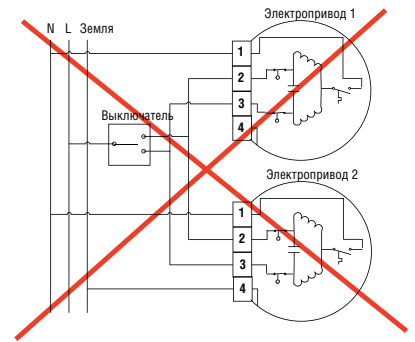 Электропривод 1
N L Земля
1
2
Выключатель
3
4
Электропривод 2
1
2
3
4